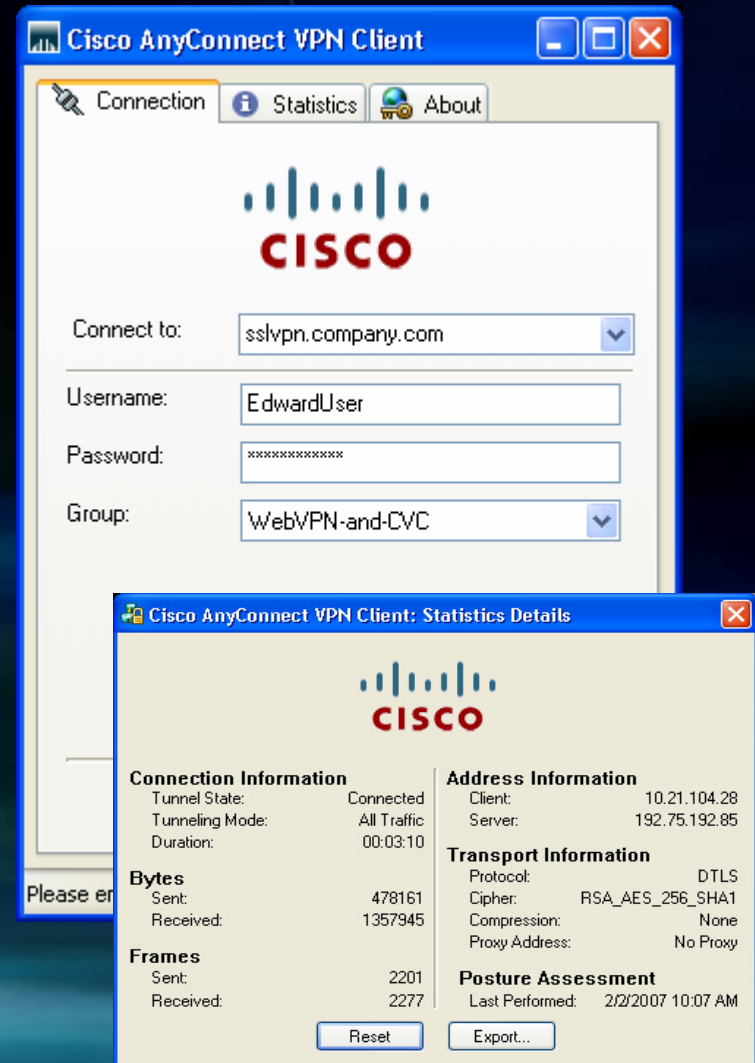 Cisco AnyConnect VPN Client
Connection Statistics About
CISCO
Connect to: sslvpn.company.com
Username: EdwardUser
Password: ************
Group: WebVPN-and-CVC
Please er
Cisco AnyConnect VPN Client: Statistics Details
CISCO
Connection Information
Tunnel State: Connected
Tunneling Mode: All Traffic
Duration: 00:03:10
Bytes
Sent: 478161
Received: 1357945
Frames
Sent: 2201
Received: 2277
Address Information
Client: 10.21.104.28
Server: 192.75.192.85
Transport Information
Protocol: DTLS
Cipher: RSA_AES_256_SHA1
Compression: None
Proxy Address: No Proxy
Posture Assessment
Last Performed: 2/2/2007 10:07 AM
Reset Export...